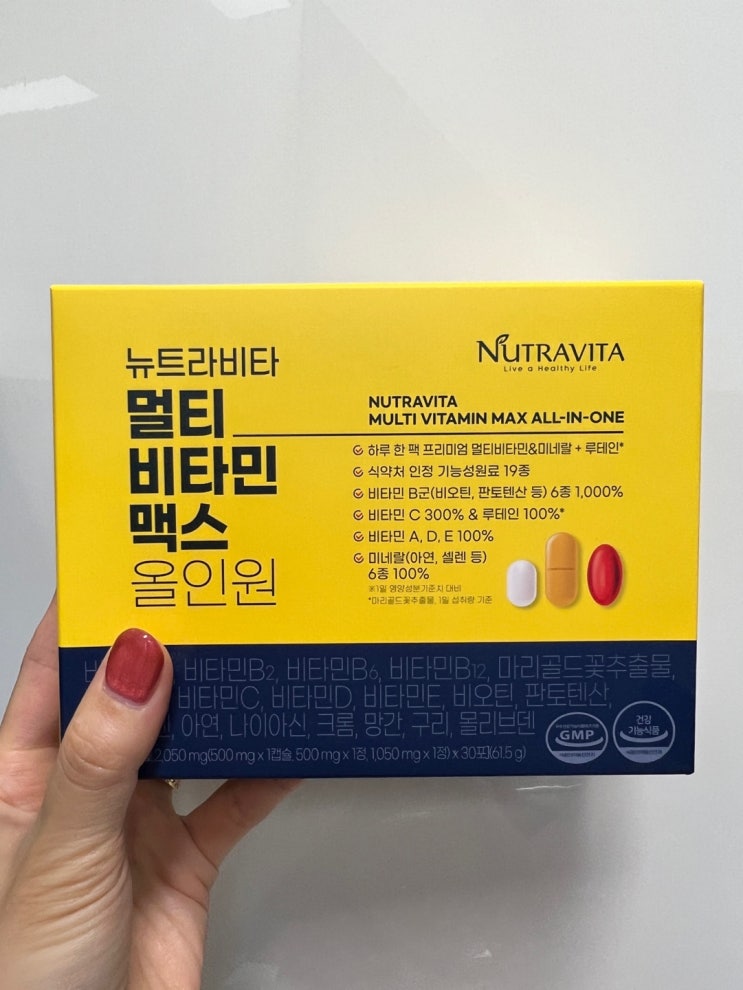 뉴트라비타
멀티
비타민
맥스
올인원
NUTRAVITA
Live a Healthy Life
NUTRAVITA
MULTI VITAMIN MAX ALL-IN-ONE
하루 한 팩 프리미엄 멀티비타민&미네랄 + 루테인*
식약처 인정 기능성원료 19종
비타민 B군(비오틴, 판토텐산 등) 6종 1,000%
비타민 C 300% & 루테인 100%*
비타민 A, D, E 100%
미네랄(아연, 셀렌 등)
6종 100%
※1일 영양성분기준치 대비
*마리골드꽃추출물, 1일 섭취량 기준
비타민B2, 비타민B6, 비타민B12, 마리골드꽃추출물,
비타민C, 비타민D, 비타민E, 비오틴, 판토텐산,
아연, 나이아신, 크롬, 망간, 구리, 몰리브덴
2,050 mg(500 mg x 1캡슐, 500 mg x 1정, 1,050 mg x 1정) x 30포(61.5 g)
GMP
건강
기능식품